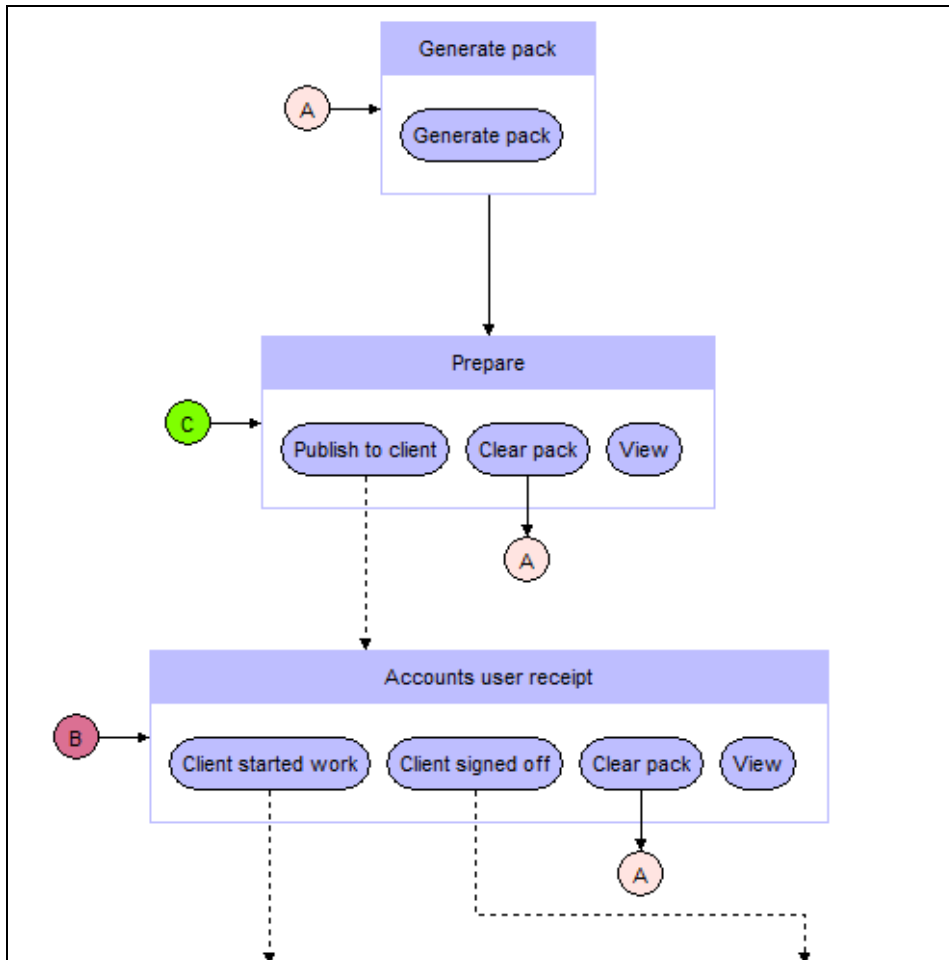 Generate pack
A
Generate pack
Prepare
C
Publish to client
Clear pack
View
A
Accounts user receipt
B
Client started work
Client signed off
Clear pack
View
A